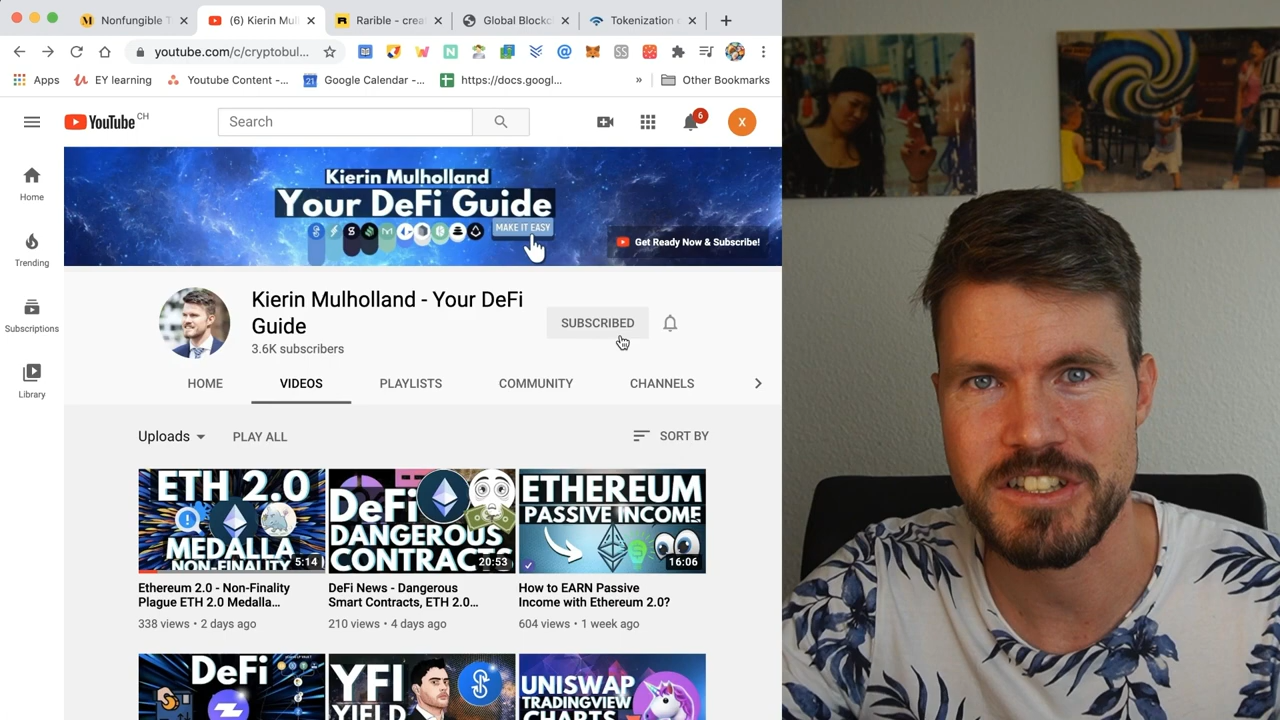 Nonfungible T
(6) Kierin Mul
Rarible - crea
Global Blockc
Tokenization
youtube.com/c/cryptobul...
Apps
EY learning
Youtube Content -...
Google Calendar -...
https://docs.googl...
»
Other Bookmarks
YouTube CH
Search
6
X
Home
Trending
Subscriptions
Library
Kierin Mulholland
Your DeFi Guide
MAKE IT EASY
Get Ready Now & Subscribe!
Kierin Mulholland - Your DeFi
Guide
3.6K subscribers
SUBSCRIBED
HOME
VIDEOS
PLAYLISTS
COMMUNITY
CHANNELS
Uploads
PLAY ALL
SORT BY
ETH 2.0
MEDALLA
NON-FINALITY
5:14
Ethereum 2.0 - Non-Finality
Plague ETH 2.0 Medalla...
338 views • 2 days ago
DeFi
DANGEROUS
CONTRACTS
20:53
DeFi News - Dangerous
Smart Contracts, ETH 2.0...
210 views • 4 days ago
ETHEREUM
PASSIVE INCOME
16:06
How to EARN Passive
Income with Ethereum 2.0?
604 views • 1 week ago
DeFi
YFI
YIELD
UNISWAP
TRADINGVIEW
CHARTS